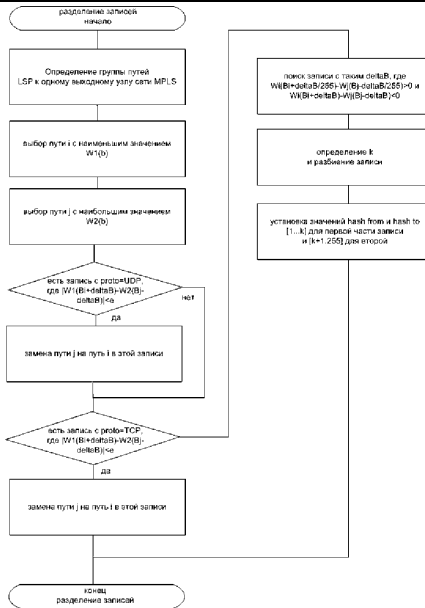 разделение записей
начало
Определение группы путей
LSP к одному выходному узлу сети MPLS
выбор пути i с наименьшим значением
W1(b)
выбор пути j с наибольшим значением
W2(b)
есть запись с proto=UDP,
где |W1(Bi+deltaB)-W2(Bj-
deltaB)|<e
нет
да
замена пути j на путь i в этой записи
есть запись с proto=TCP,
где |W1(Bi+deltaB)-W2(Bj-
deltaB)|<e
да
замена пути j на путь i в этой записи
конец
разделение записей
поиск записи с таким deltaB, где
Wi(Bi+deltaB/255)-Wj(Bj-deltaB/255)>0 и
Wi(Bi+deltaB)-Wj(Bj-deltaB)<0
определение k
и разбиение записи
установка значений hash from и hash to
[1...k] для первой части записи
и [k+1.255] для второй